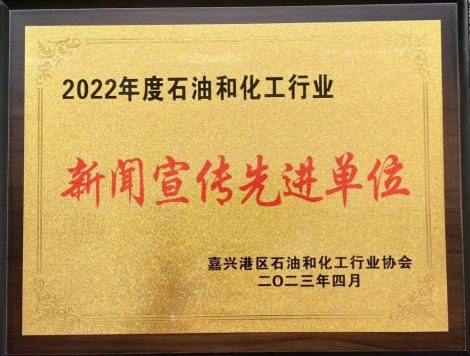 2022年度石油和化工行业
新闻宣传先进单位
嘉兴港区石油和化工行业协会
二〇二三年四月